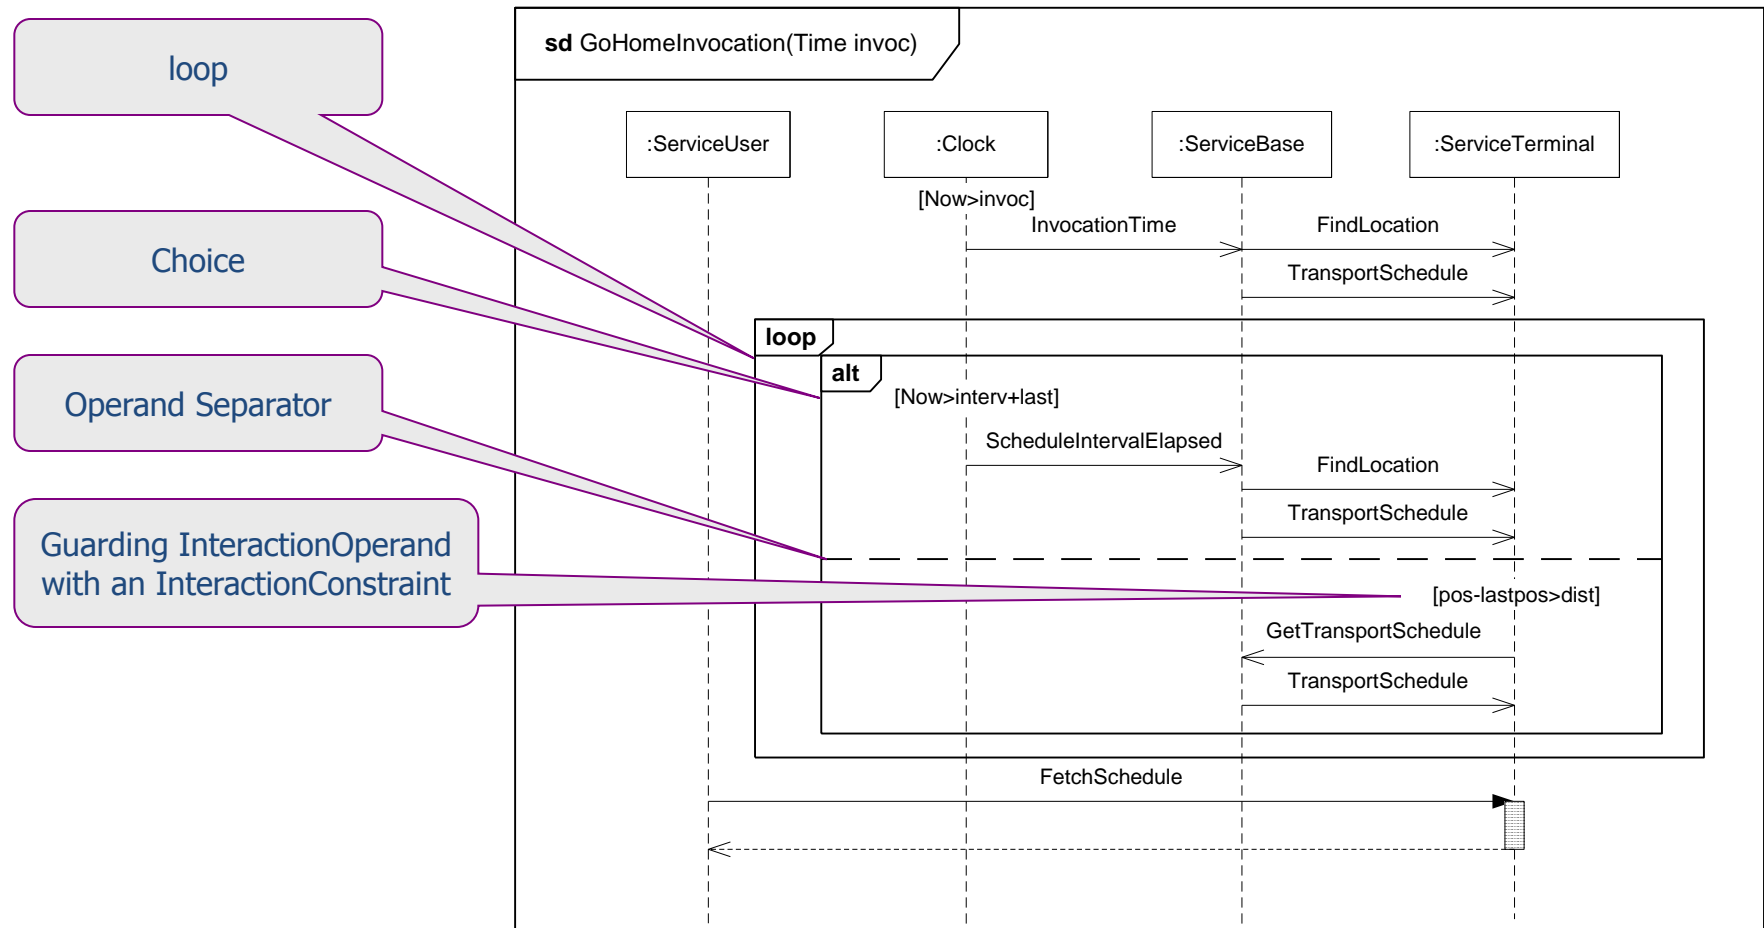 loop
Choice
Operand Separator
Guarding InteractionOperand
with an InteractionConstraint
sd GoHomeInvocation(Time invoc)
:ServiceUser
:Clock
:ServiceBase
:ServiceTerminal
[Now>invoc]
InvocationTime
FindLocation
TransportSchedule
loop
alt
[Now>interv+last]
ScheduleIntervalElapsed
FindLocation
TransportSchedule
[pos-lastpos>dist]
GetTransportSchedule
TransportSchedule
FetchSchedule